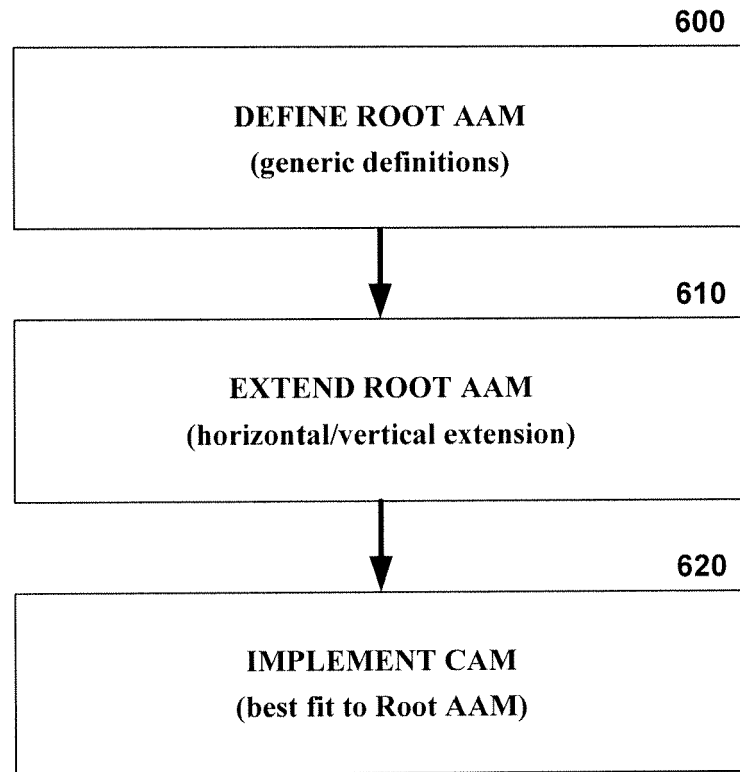 600
DEFINE ROOT AAM
(generic definitions)
610
EXTEND ROOT AAM
(horizontal/vertical extension)
620
IMPLEMENT CAM
(best fit to Root AAM)